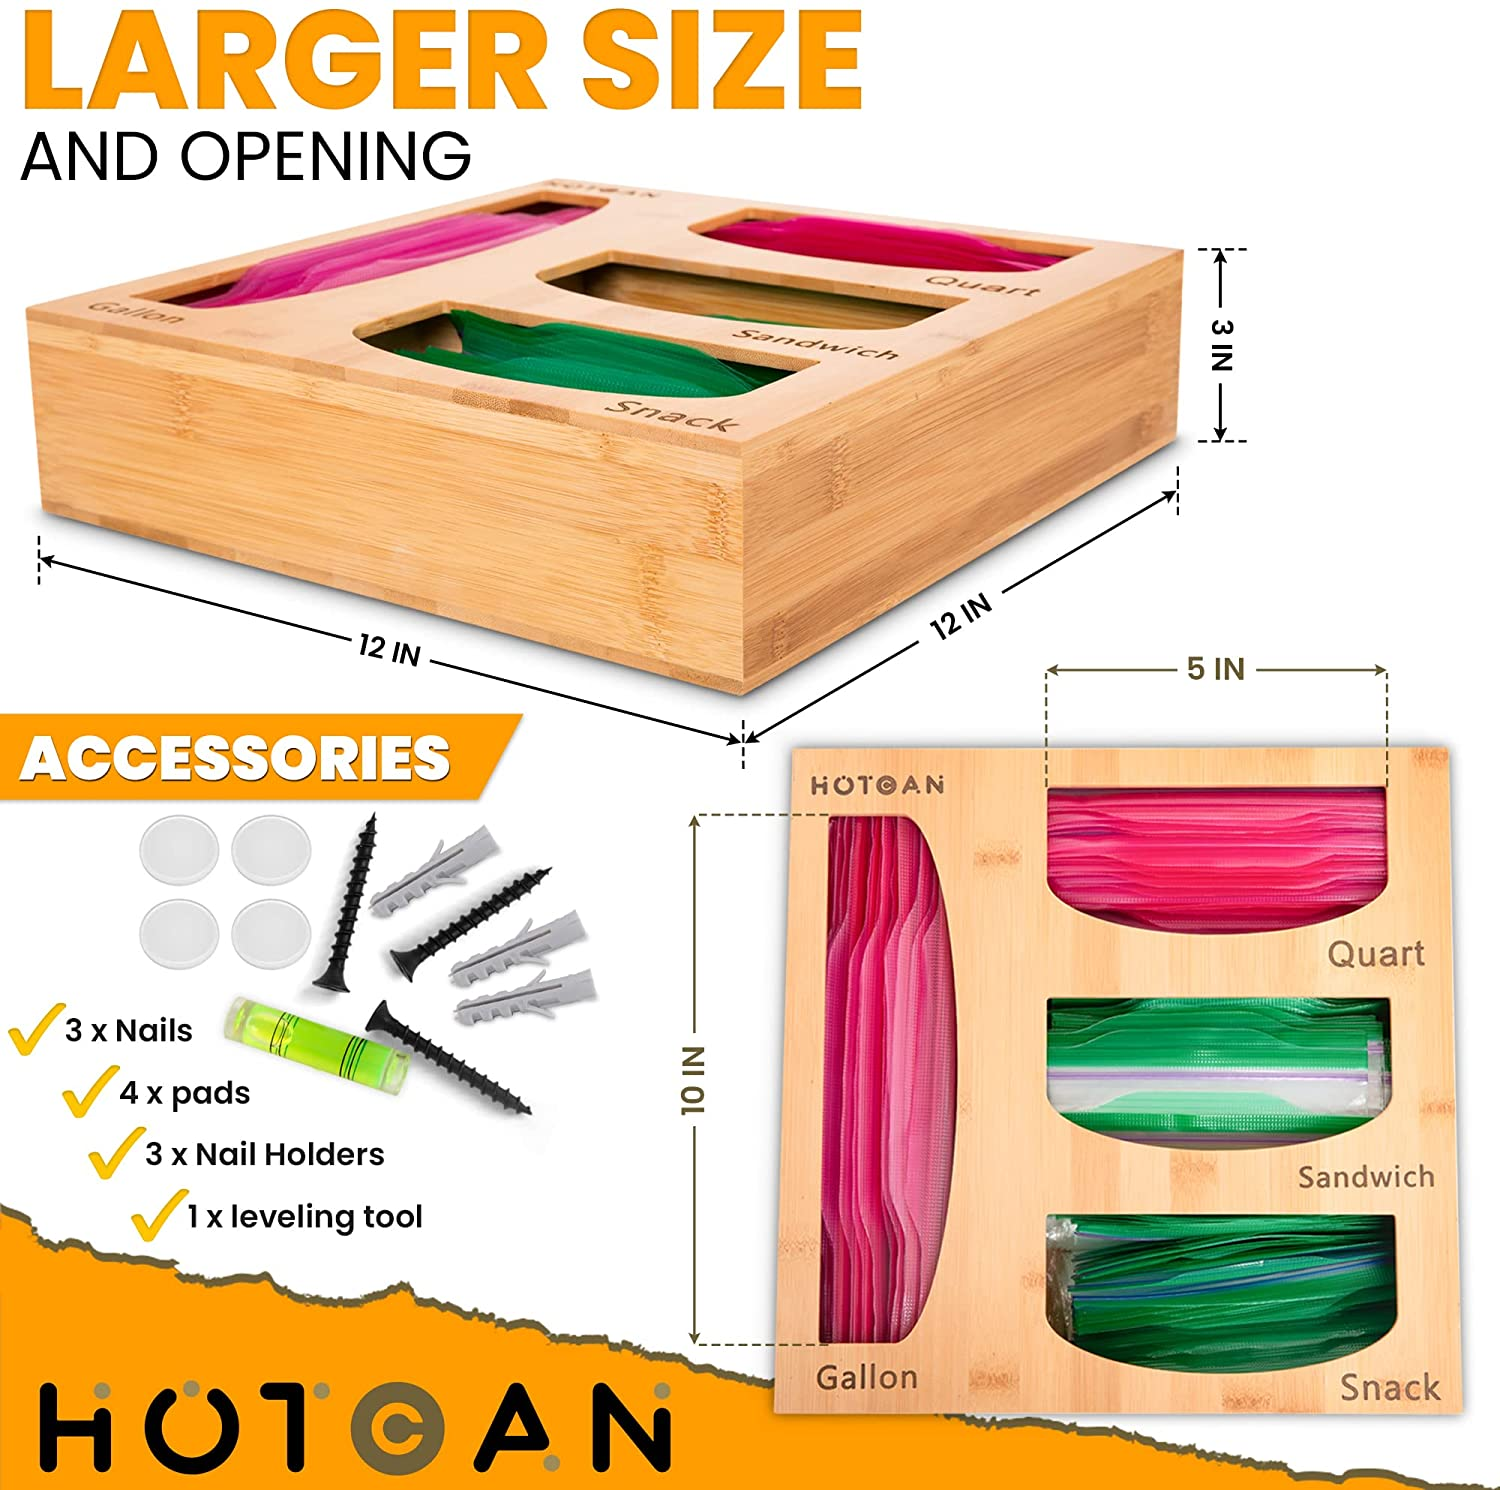 LARGER SIZE
AND OPENING
HOTCAN
Gallon
Quart
Sandwich
Snack
3 IN
12 IN
12 IN
5 IN
ACCESSORIES
HOTCAN
10 IN
Quart
Sandwich
Gallon
Snack
3 x Nails
4 x pads
3 x Nail Holders
1 x leveling tool
HOTCAN